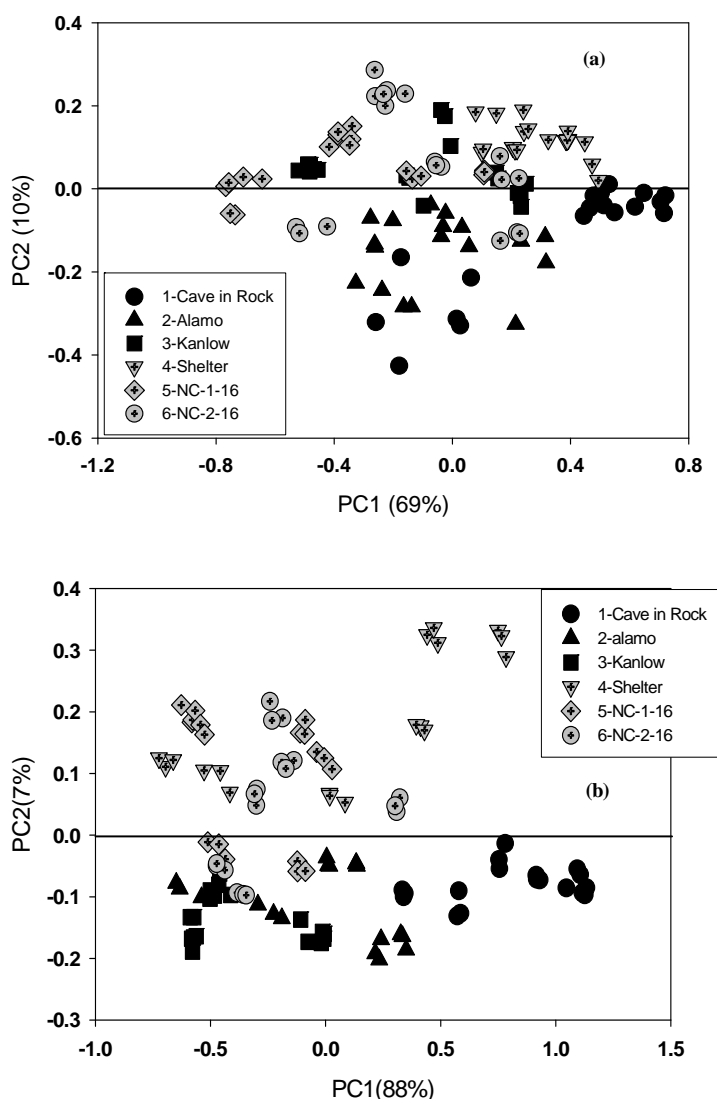 (a)
0.4
0.2
0.0
-0.2
-0.4
-0.6
PC2 (10%)
1-Cave in Rock
2-Alamo
3-Kanlow
4-Shelter
5-NC-1-16
6-NC-2-16
-1.2 -0.8 -0.4 0.0 0.4 0.8
PC1 (69%)
0.4
0.3
0.2
0.1
0.0
-0.1
-0.2
-0.3
PC2(7%)
1-Cave in Rock
2-alamo
3-Kanlow
4-Shelter
5-NC-1-16
6-NC-2-16
(b)
-1.0 -0.5 0.0 0.5 1.0 1.5
PC1(88%)